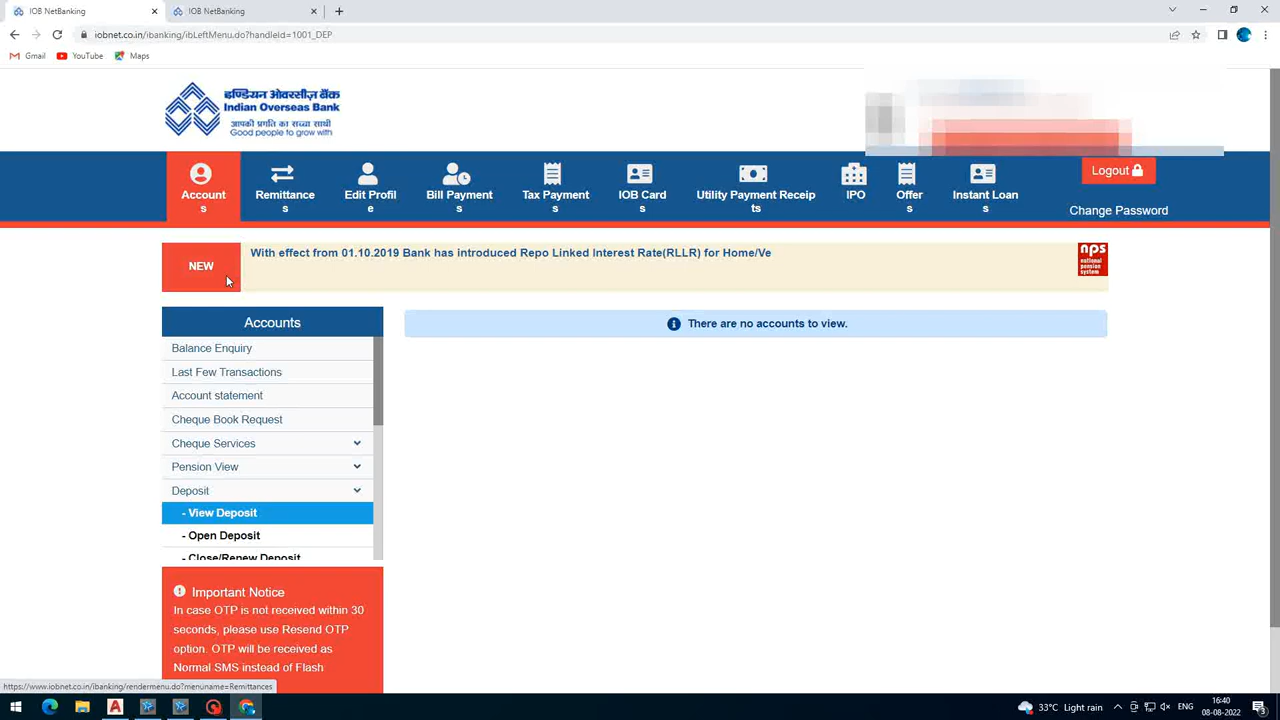 IOB NetBanking
IOB NetBanking
iobnet.co.in/ibanking/ibLeftMenu.do?handleid=1001_DEP
Gmail YouTube Maps
इण्डियन ओवरसीज़ बैंक
Indian Overseas Bank
आपकी प्रगति का सच्चा साथी
Good people to grow with
Account
s
Remittance
s
Edit Profil
e
Bill Payment
s
Tax Payment
s
IOB Card
s
Utility Payment Receip
ts
IPO
Offer
s
Instant Loan
s
Logout
Change Password
NEW
With effect from 01.10.2019 Bank has introduced Repo Linked Interest Rate(RLLR) for Home/Ve
nps
national
pension
system
Accounts
Balance Enquiry
Last Few Transactions
Account statement
Cheque Book Request
Cheque Services
Pension View
Deposit
- View Deposit
- Open Deposit
- Close/Renew Deposit
There are no accounts to view.
Important Notice
In case OTP is not received within 30
seconds, please use Resend OTP
option. OTP will be received as
Normal SMS instead of Flash
https://www.iobnet.co.in/ibanking/rendermenu.do?menuname=Remittances
33°C Light rain
ENG
16:40
08-08-2022
3